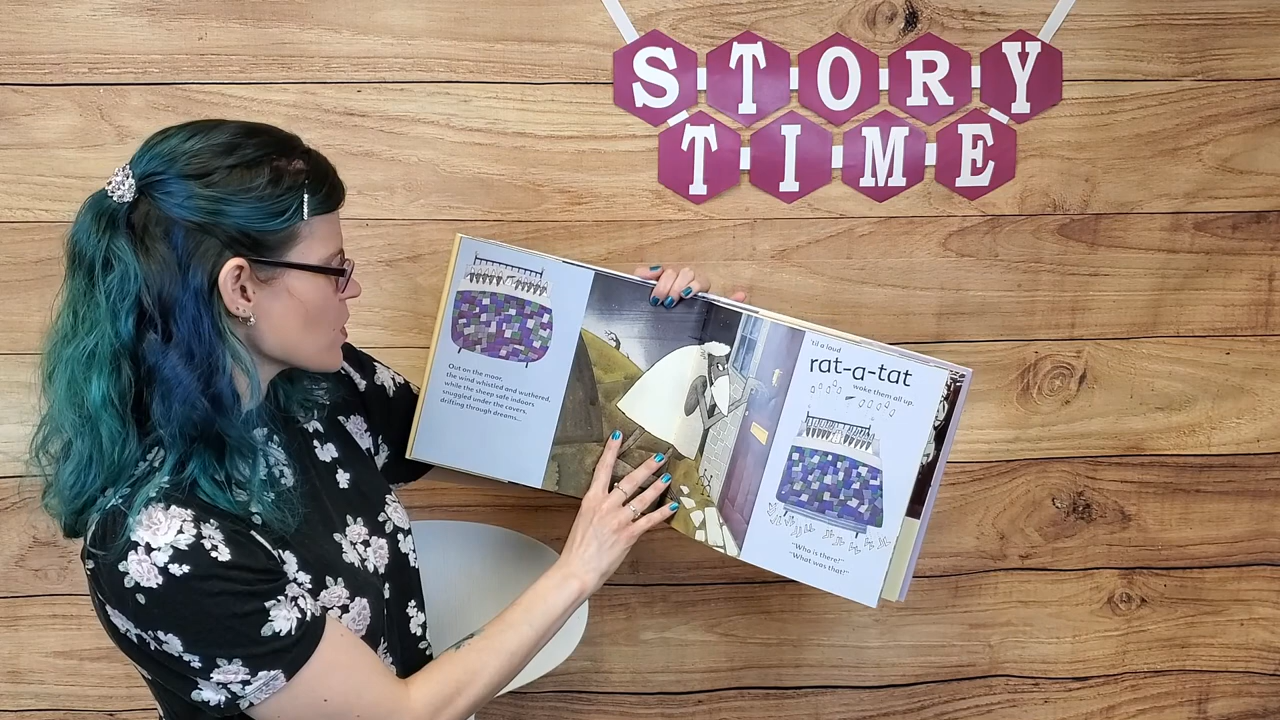 STORY
TIME
Out on the moor,
the wind whistled and wuthered,
while the sheep safe indoors
snuggled under the covers,
drifting through dreams...
'til a loud
rat-a-tat
woke them all up.
"Who is there?"
"What was that?"